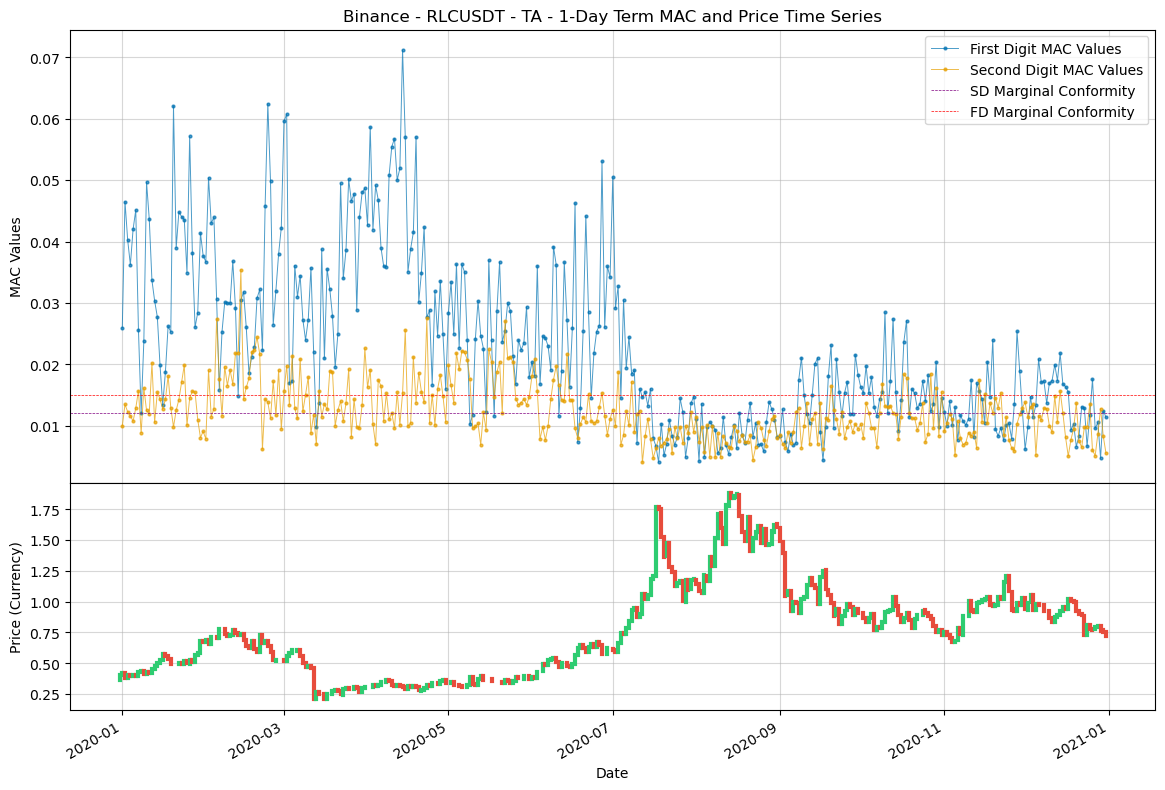 Binance - RLCUSDT - TA - 1-Day Term MAC and Price Time Series
First Digit MAC Values
Second Digit MAC Values
SD Marginal Conformity
FD Marginal Conformity
MAC Values
0.07
0.06
0.05
0.04
0.03
0.02
0.01
Price (Currency)
1.75
1.50
1.25
1.00
0.75
0.50
0.25
2020-01
2020-03
2020-05
2020-07
2020-09
2020-11
2021-01
Date